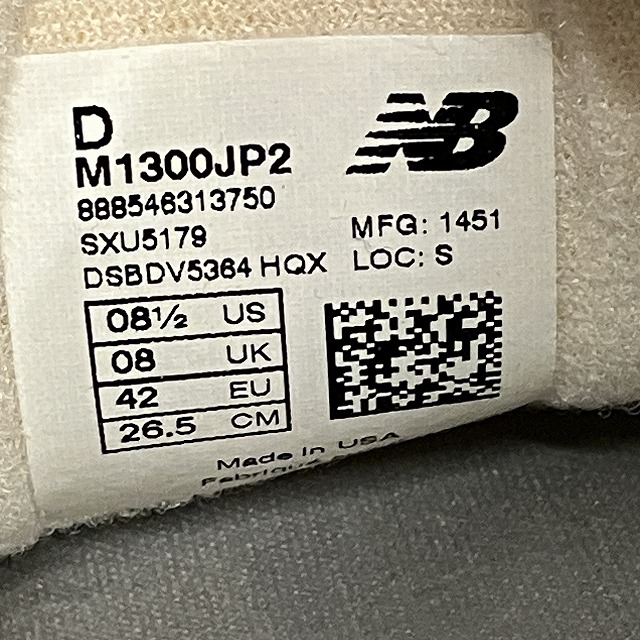 D
M1300JP2
NB
888546313750
SXU5179
DSBDV5364 HQX
MFG: 1451
LOC: S
08½ US
08 UK
42 EU
26.5 CM
Made in USA